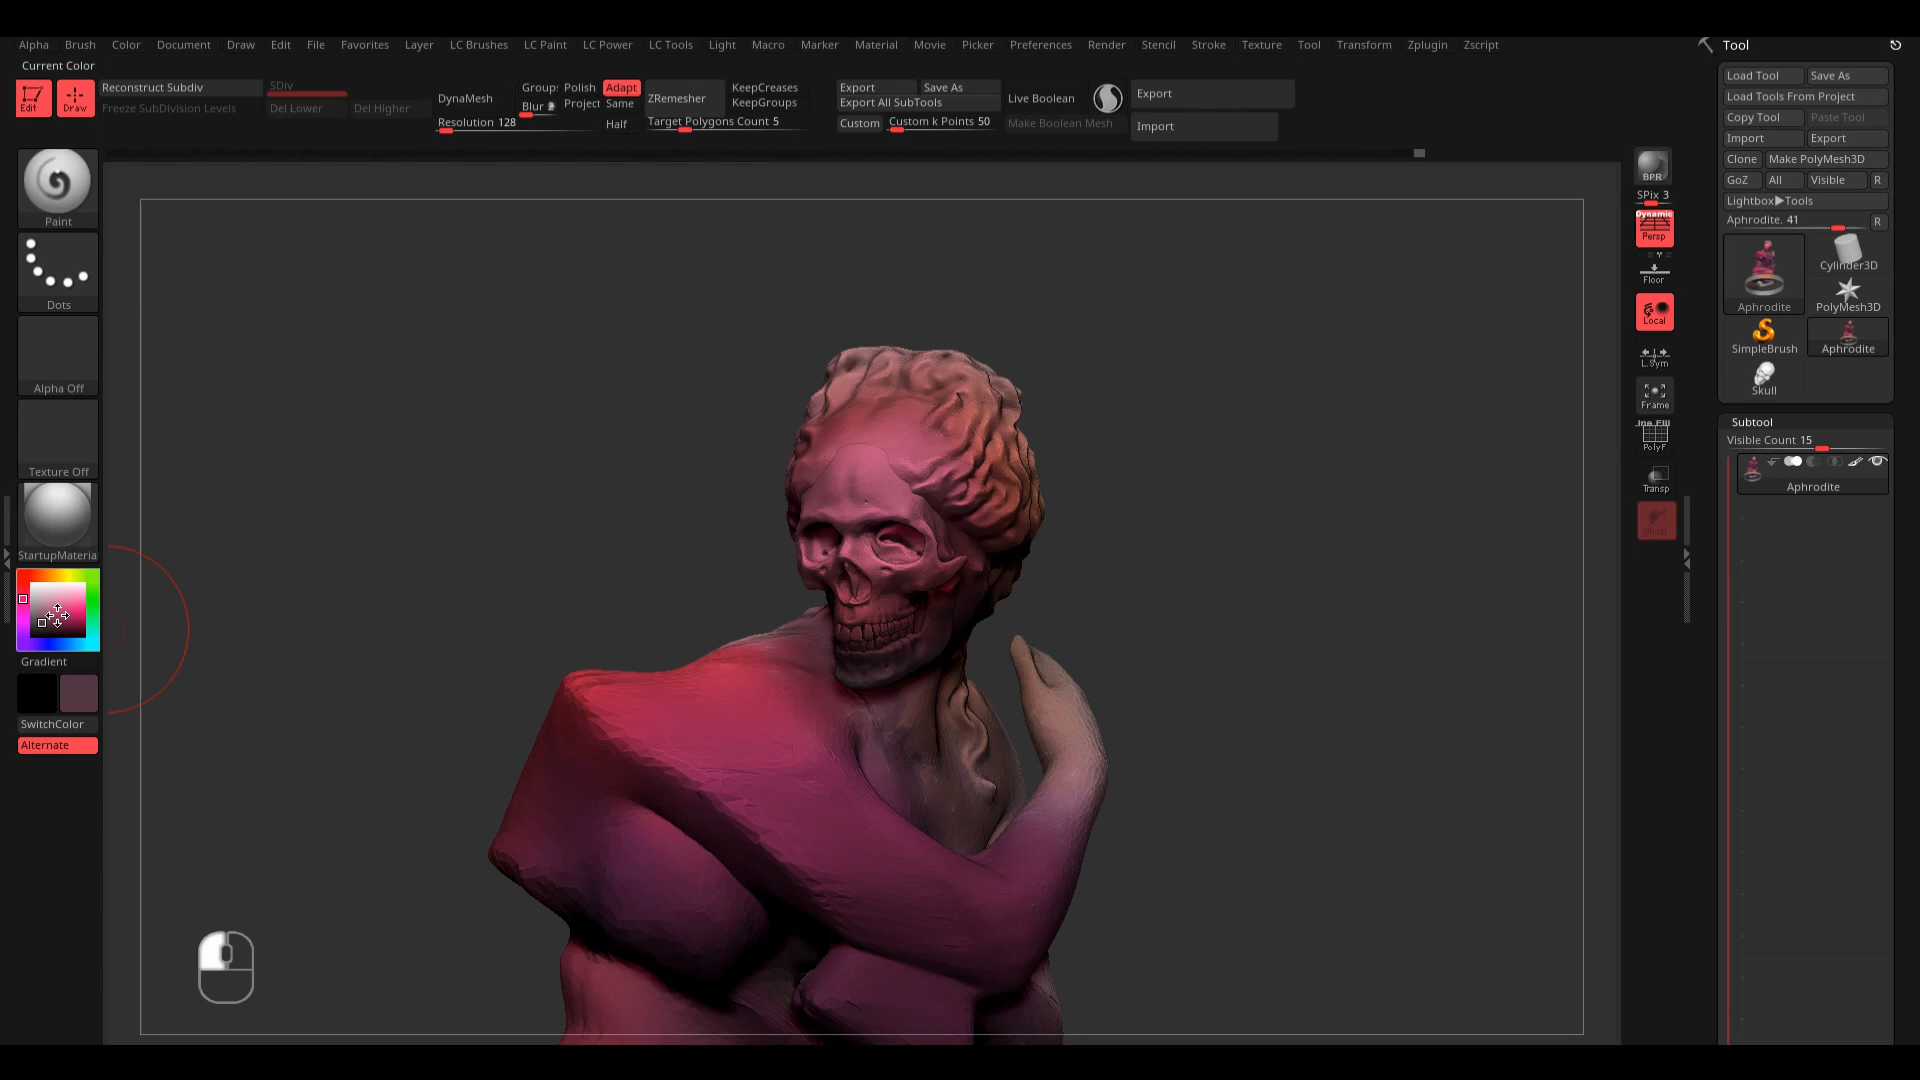 Alpha Brush Color Document Draw Edit File Favorites Layer LC Brushes LC Paint LC Power LC Tools Light Macro Marker Material Movie Picker Preferences Render Stencil Stroke Texture Tool Transform Zplugin Zscript
Current Color
Edit
Draw
Reconstruct Subdiv
Freeze SubDivision Levels
SDiv
Del Lower Del Higher
DynaMesh
Resolution 128
Groups Polish
Blur Project
Adapt
Same
Half
ZRemesher
KeepCreases
KeepGroups
Target Polygons Count 5
Export Save As
Export All SubTools
Custom Custom k Points 50
Live Boolean
Make Boolean Mesh
Export
Import
Paint
Dots
Alpha Off
Texture Off
StartupMateria
Gradient
SwitchColor
Alternate
BPR
SPix 3
Dynamic
Persp
Floor
Local
L.Sym
Frame
PolyF
Transp
Ghost
Tool
Load Tool Save As
Load Tools From Project
Copy Tool Paste Tool
Import Export
Clone Make PolyMesh3D
GoZ All Visible R
Lightbox▶Tools
Aphrodite. 41 R
Aphrodite
Cylinder3D
PolyMesh3D
SimpleBrush
Aphrodite
Skull
Subtool
Visible Count 15
Aphrodite